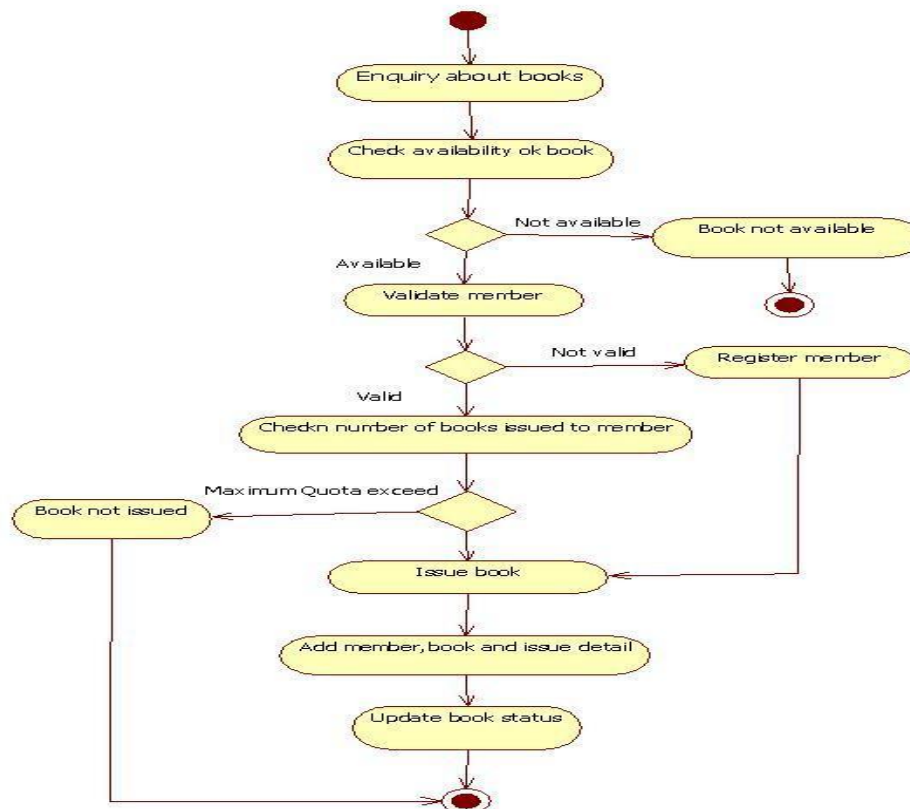 Enquiry about books
Check availability ok book
Not available
Book not available
Available
Validate member
Not valid
Register member
Valid
Checkn number of books issued to member
Maximum Quota exceed
Book not issued
Issue book
Add member,book and issue detail
Update book status